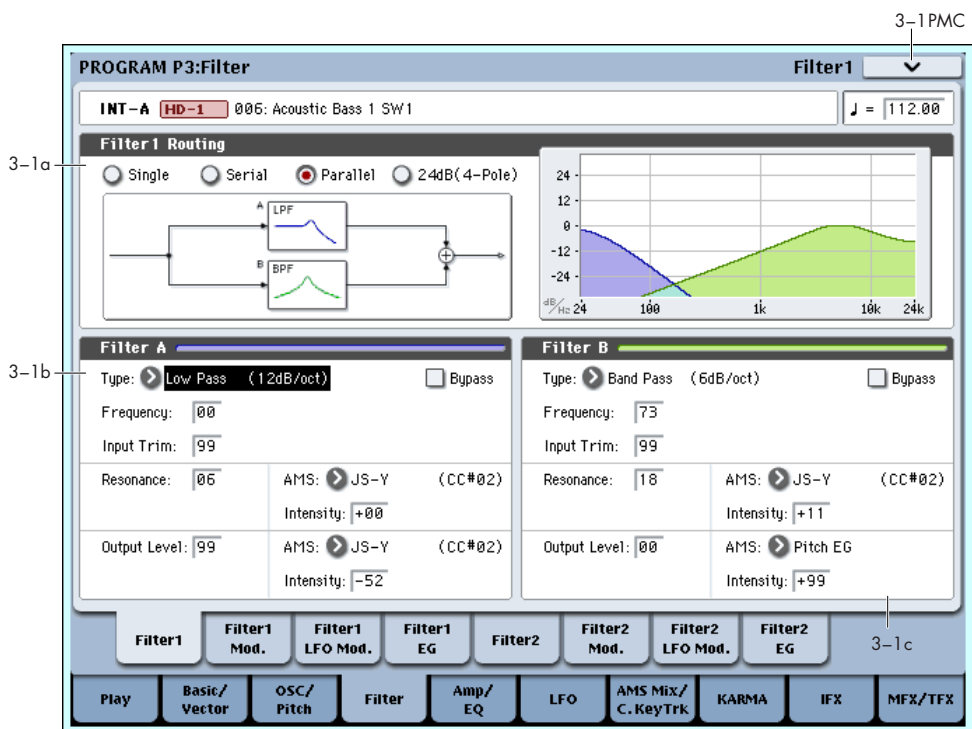 3–1PMC
PROGRAM P3:Filter
Filter1
INT-A HD-1 006: Acoustic Bass 1 SW1
♩ = 112.00
3–1a
Filter1 Routing
Single Serial Parallel 24dB(4-Pole)
A LPF
B BPF
24
12
0
-12
-24
dB/Hz 24 100 1k 10k 24k
3–1b
Filter A
Type: Low Pass (12dB/oct) Bypass
Frequency: 00
Input Trim: 99
Resonance: 06 AMS: JS-Y (CC#02)
Intensity: +00
Output Level: 99 AMS: JS-Y (CC#02)
Intensity: -52
Filter B
Type: Band Pass (6dB/oct) Bypass
Frequency: 73
Input Trim: 99
Resonance: 18 AMS: JS-Y (CC#02)
Intensity: +11
Output Level: 00 AMS: Pitch EG
Intensity: +99
3–1c
Filter1
Filter1 Mod.
Filter1 LFO Mod.
Filter1 EG
Filter2
Filter2 Mod.
Filter2 LFO Mod.
Filter2 EG
Play
Basic/ Vector
OSC/ Pitch
Filter
Amp/ EQ
LFO
AMS Mix/ C.KeyTrk
KARMA
IFX
MFX/TFX